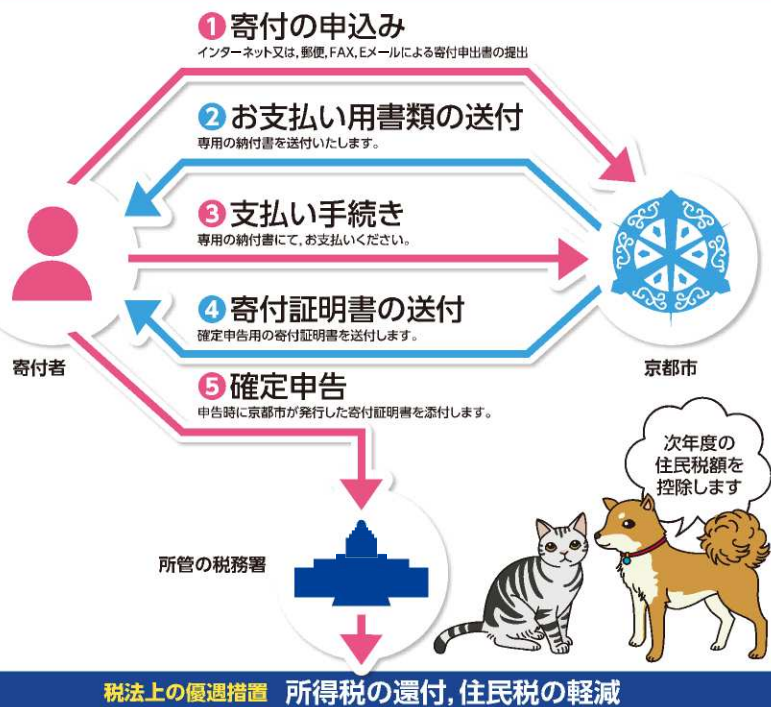 ❶寄付の申込み
インターネット又は,郵便,FAX,Eメールによる寄付申出書の提出
❷お支払い用書類の送付
専用の納付書を送付いたします。
❸支払い手続き
専用の納付書にて,お支払いください。
❹寄付証明書の送付
確定申告用の寄付証明書を送付します。
寄付者
京都市
❺確定申告
申告時に京都市が発行した寄付証明書を添付します。
次年度の
住民税額を
控除します
所管の税務署
税法上の優遇措置 所得税の還付,住民税の軽減